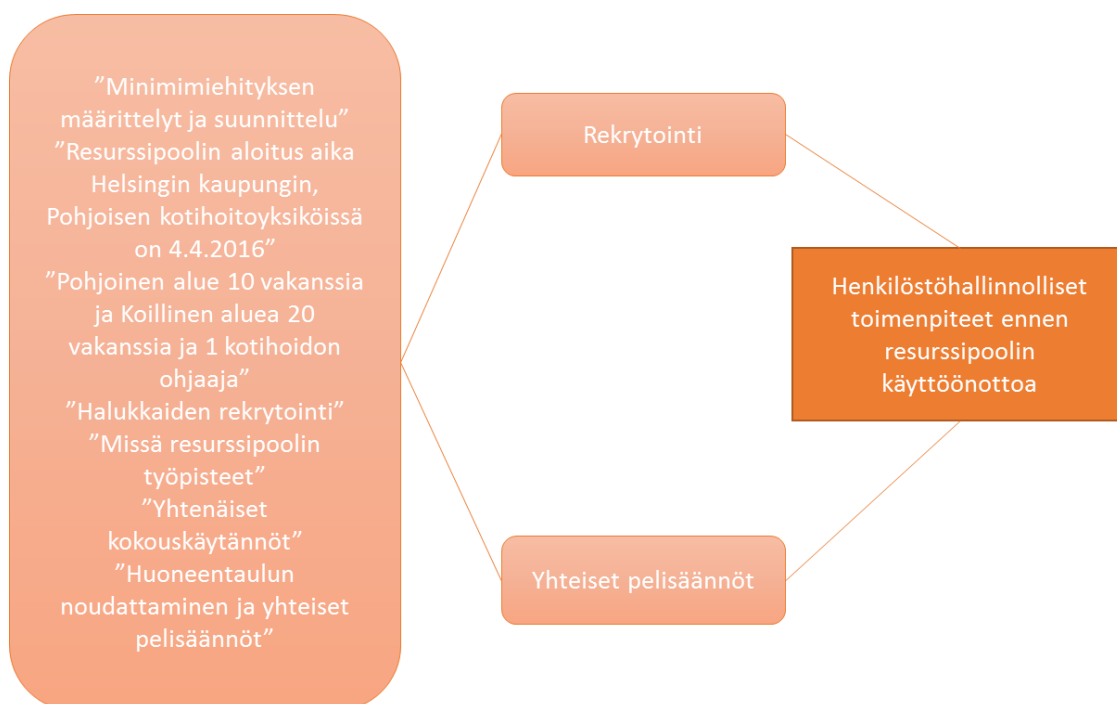 ”Minimimiehityksen
määrittelyt ja suunnittelu”
”Resurssipoolin aloitus aika
Helsingin kaupungin,
Pohjoisen kotihoitoyksiköissä
on 4.4.2016”
”Pohjoinen alue 10 vakanssia
ja Koillinen aluea 20
vakanssia ja 1 kotihoidon
ohjaaja”
”Halukkaiden rekrytointi”
”Missä resurssipoolin
työpisteet”
”Yhtenäiset
kokouskäytännöt”
”Huoneentaulun
noudattaminen ja yhteiset
pelisäännöt”
Rekrytointi
Yhteiset pelisäännöt
Henkilöstöhallinnolliset
toimenpiteet ennen
resurssipoolin
käyttöönottoa